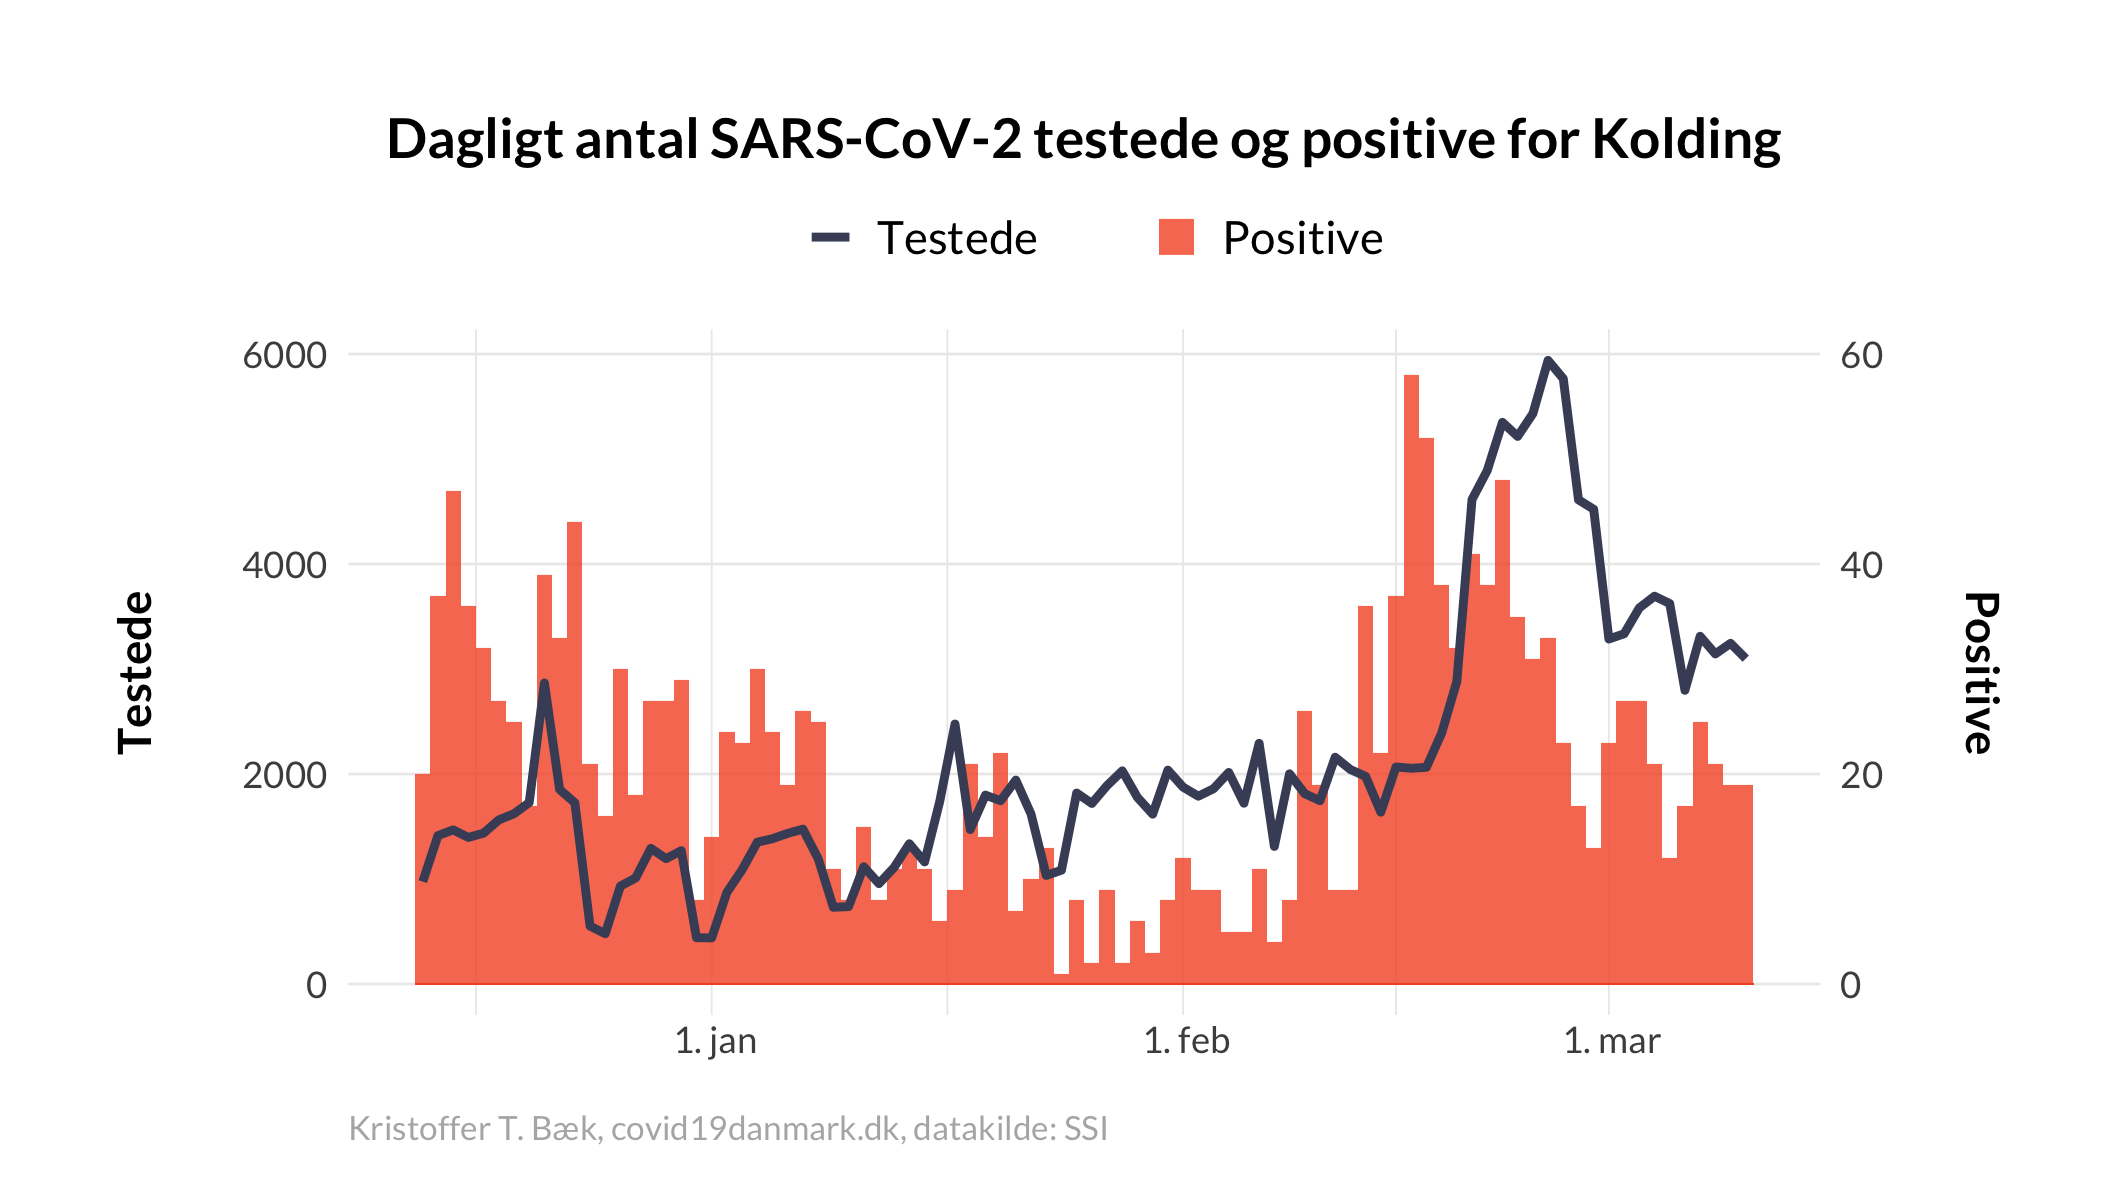 Dagligt antal SARS-CoV-2 testede og positive for Kolding
Testede
Positive
6000
4000
2000
0
Testede
60
40
20
0
Positive
1. jan
1. feb
1. mar
Kristoffer T. Bæk, covid19danmark.dk, datakilde: SSI